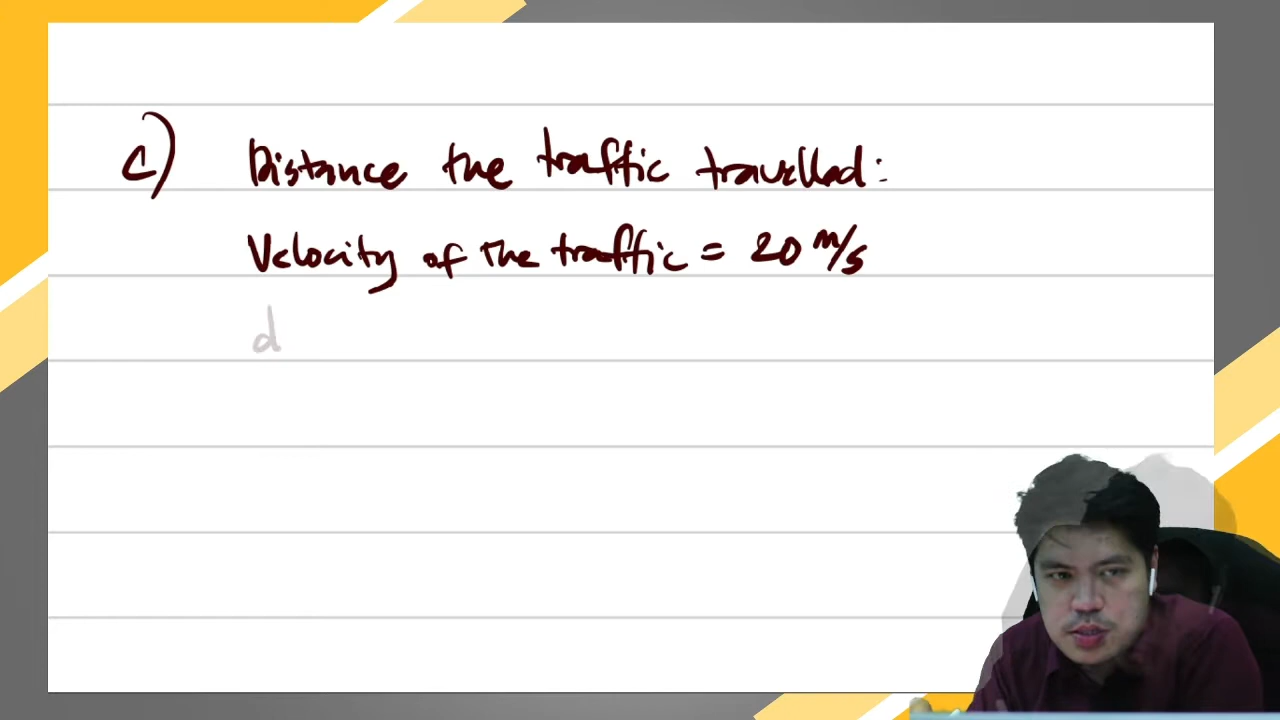 c) Distance the traffic travelled:
Velocity of the traffic = 20 m/s
d